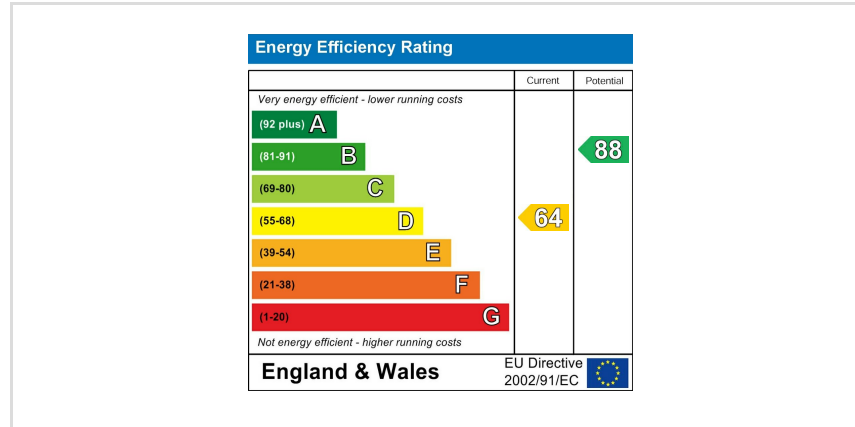 Energy Efficiency Rating
Current Potential
Very energy efficient - lower running costs
(92 plus) A
(81-91) B
88
(69-80) C
(55-68) D
64
(39-54) E
(21-38) F
(1-20) G
Not energy efficient - higher running costs
England & Wales
EU Directive
2002/91/EC